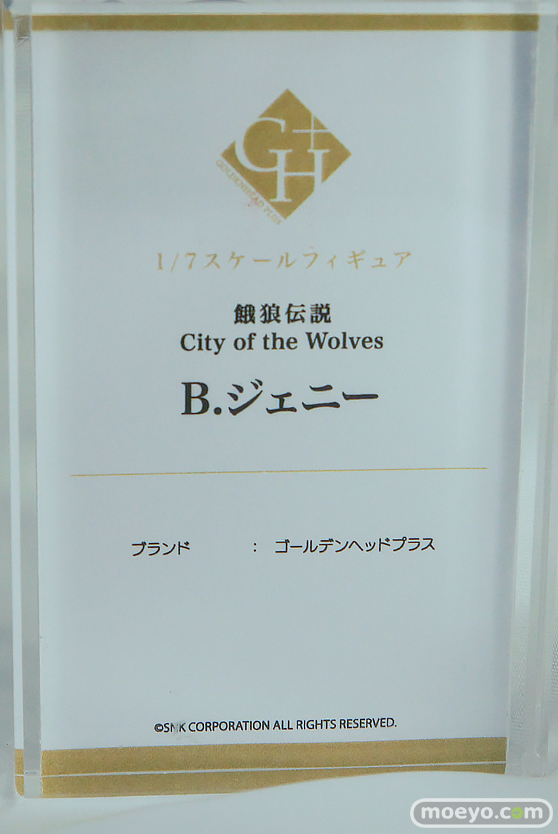 GH+
GOLDENHEAD PLUS
1/7スケールフィギュア
餓狼伝説
City of the Wolves
B.ジェニー
ブランド : ゴールデンヘッドプラス
©SNK CORPORATION ALL RIGHTS RESERVED.
moeyo.com